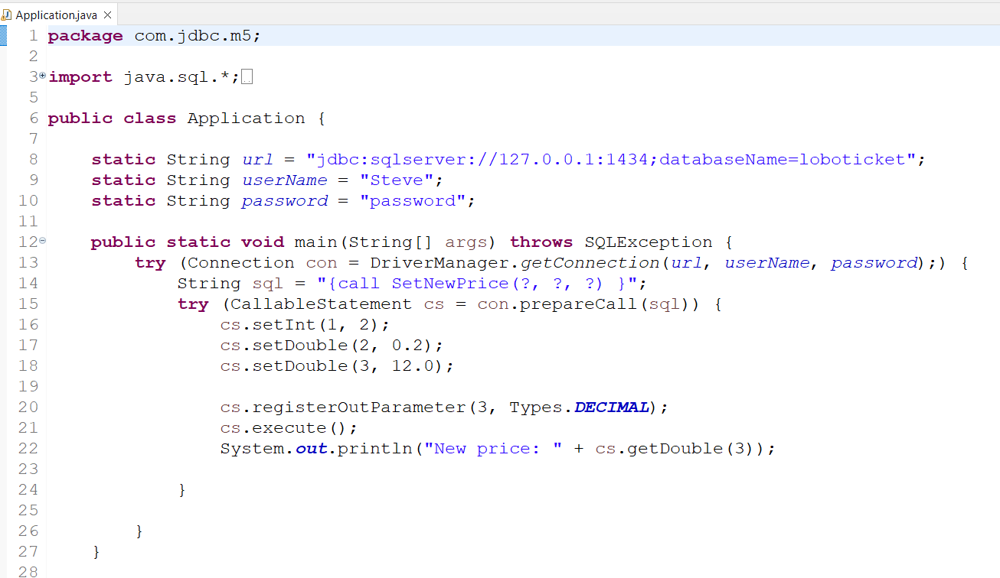 Application.java
1 package com.jdbc.m5;
2
3 import java.sql.*;
5
6 public class Application {
7
8 static String url = "jdbc:sqlserver://127.0.0.1:1434;databaseName=loboticket";
9 static String userName = "Steve";
10 static String password = "password";
11
12 public static void main(String[] args) throws SQLException {
13 try (Connection con = DriverManager.getConnection(url, userName, password);) {
14 String sql = "{call SetNewPrice(?, ?, ?) }";
15 try (CallableStatement cs = con.prepareCall(sql)) {
16 cs.setInt(1, 2);
17 cs.setDouble(2, 0.2);
18 cs.setDouble(3, 12.0);
19
20 cs.registerOutParameter(3, Types.DECIMAL);
21 cs.execute();
22 System.out.println("New price: " + cs.getDouble(3));
23
24 }
25
26 }
27 }
28